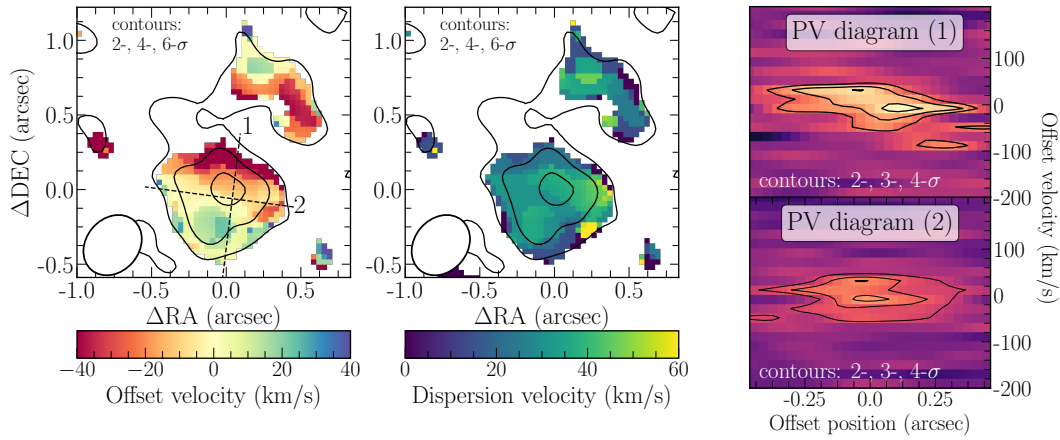 contours:
2-, 4-, 6-σ
1
2
1.0
0.5
0.0
-0.5
ΔDEC (arcsec)
-1.0
-0.5
0.0
0.5
ΔRA (arcsec)
-40
-20
0
20
40
Offset velocity (km/s)
contours:
2-, 4-, 6-σ
-1.0
-0.5
0.0
0.5
ΔRA (arcsec)
0
20
40
60
Dispersion velocity (km/s)
PV diagram (1)
contours: 2-, 3-, 4-σ
100
0
-100
-200
PV diagram (2)
contours: 2-, 3-, 4-σ
100
0
-100
-200
Offset velocity (km/s)
-0.25
0.0
0.25
Offset position (arcsec)